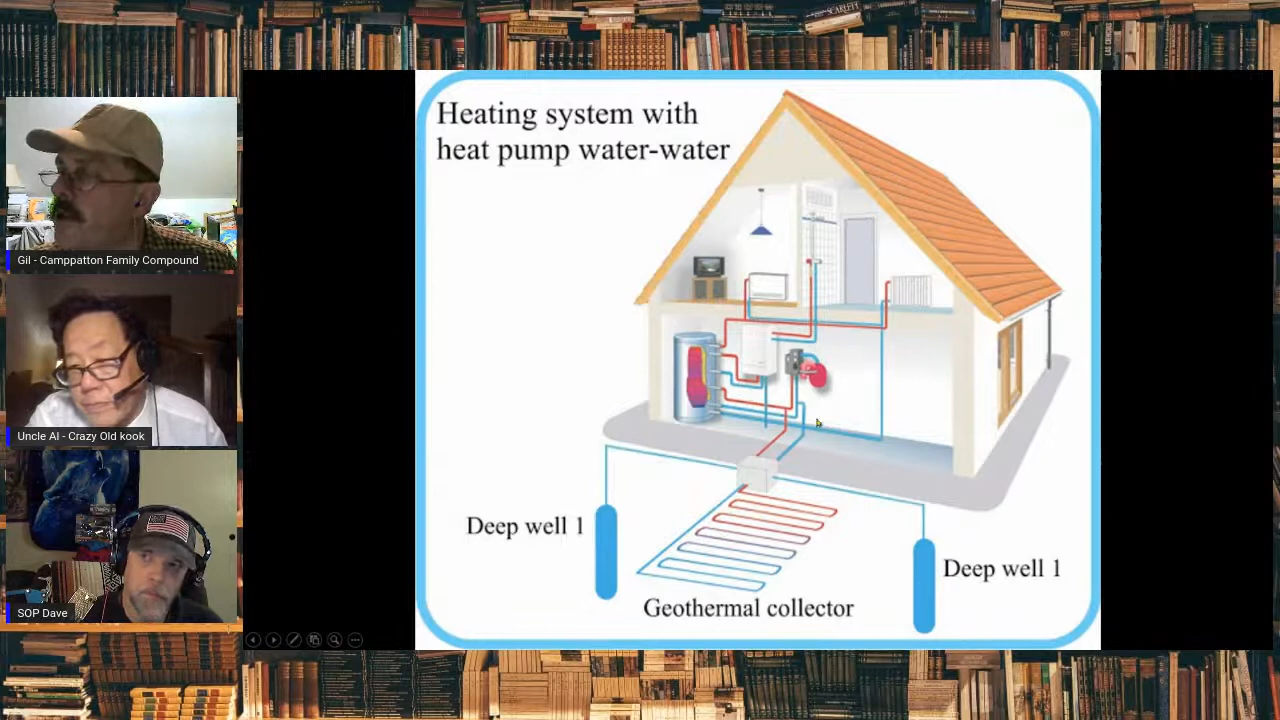 SCARLETT
Heating system with
heat pump water-water
Gil - Camppatton Family Compound
Uncle Al - Crazy Old kook
SOP Dave
Deep well 1
Deep well 1
Geothermal collector